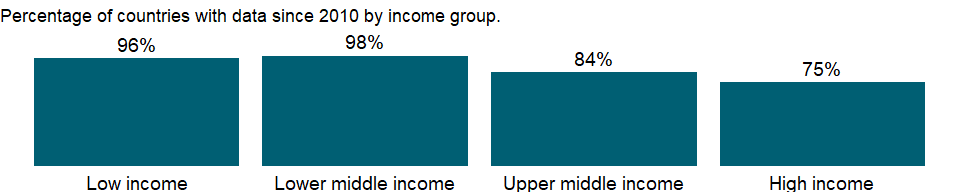 Percentage of countries with data since 2010 by income group.
96%
98%
84%
75%
Low income
Lower middle income
Upper middle income
High income